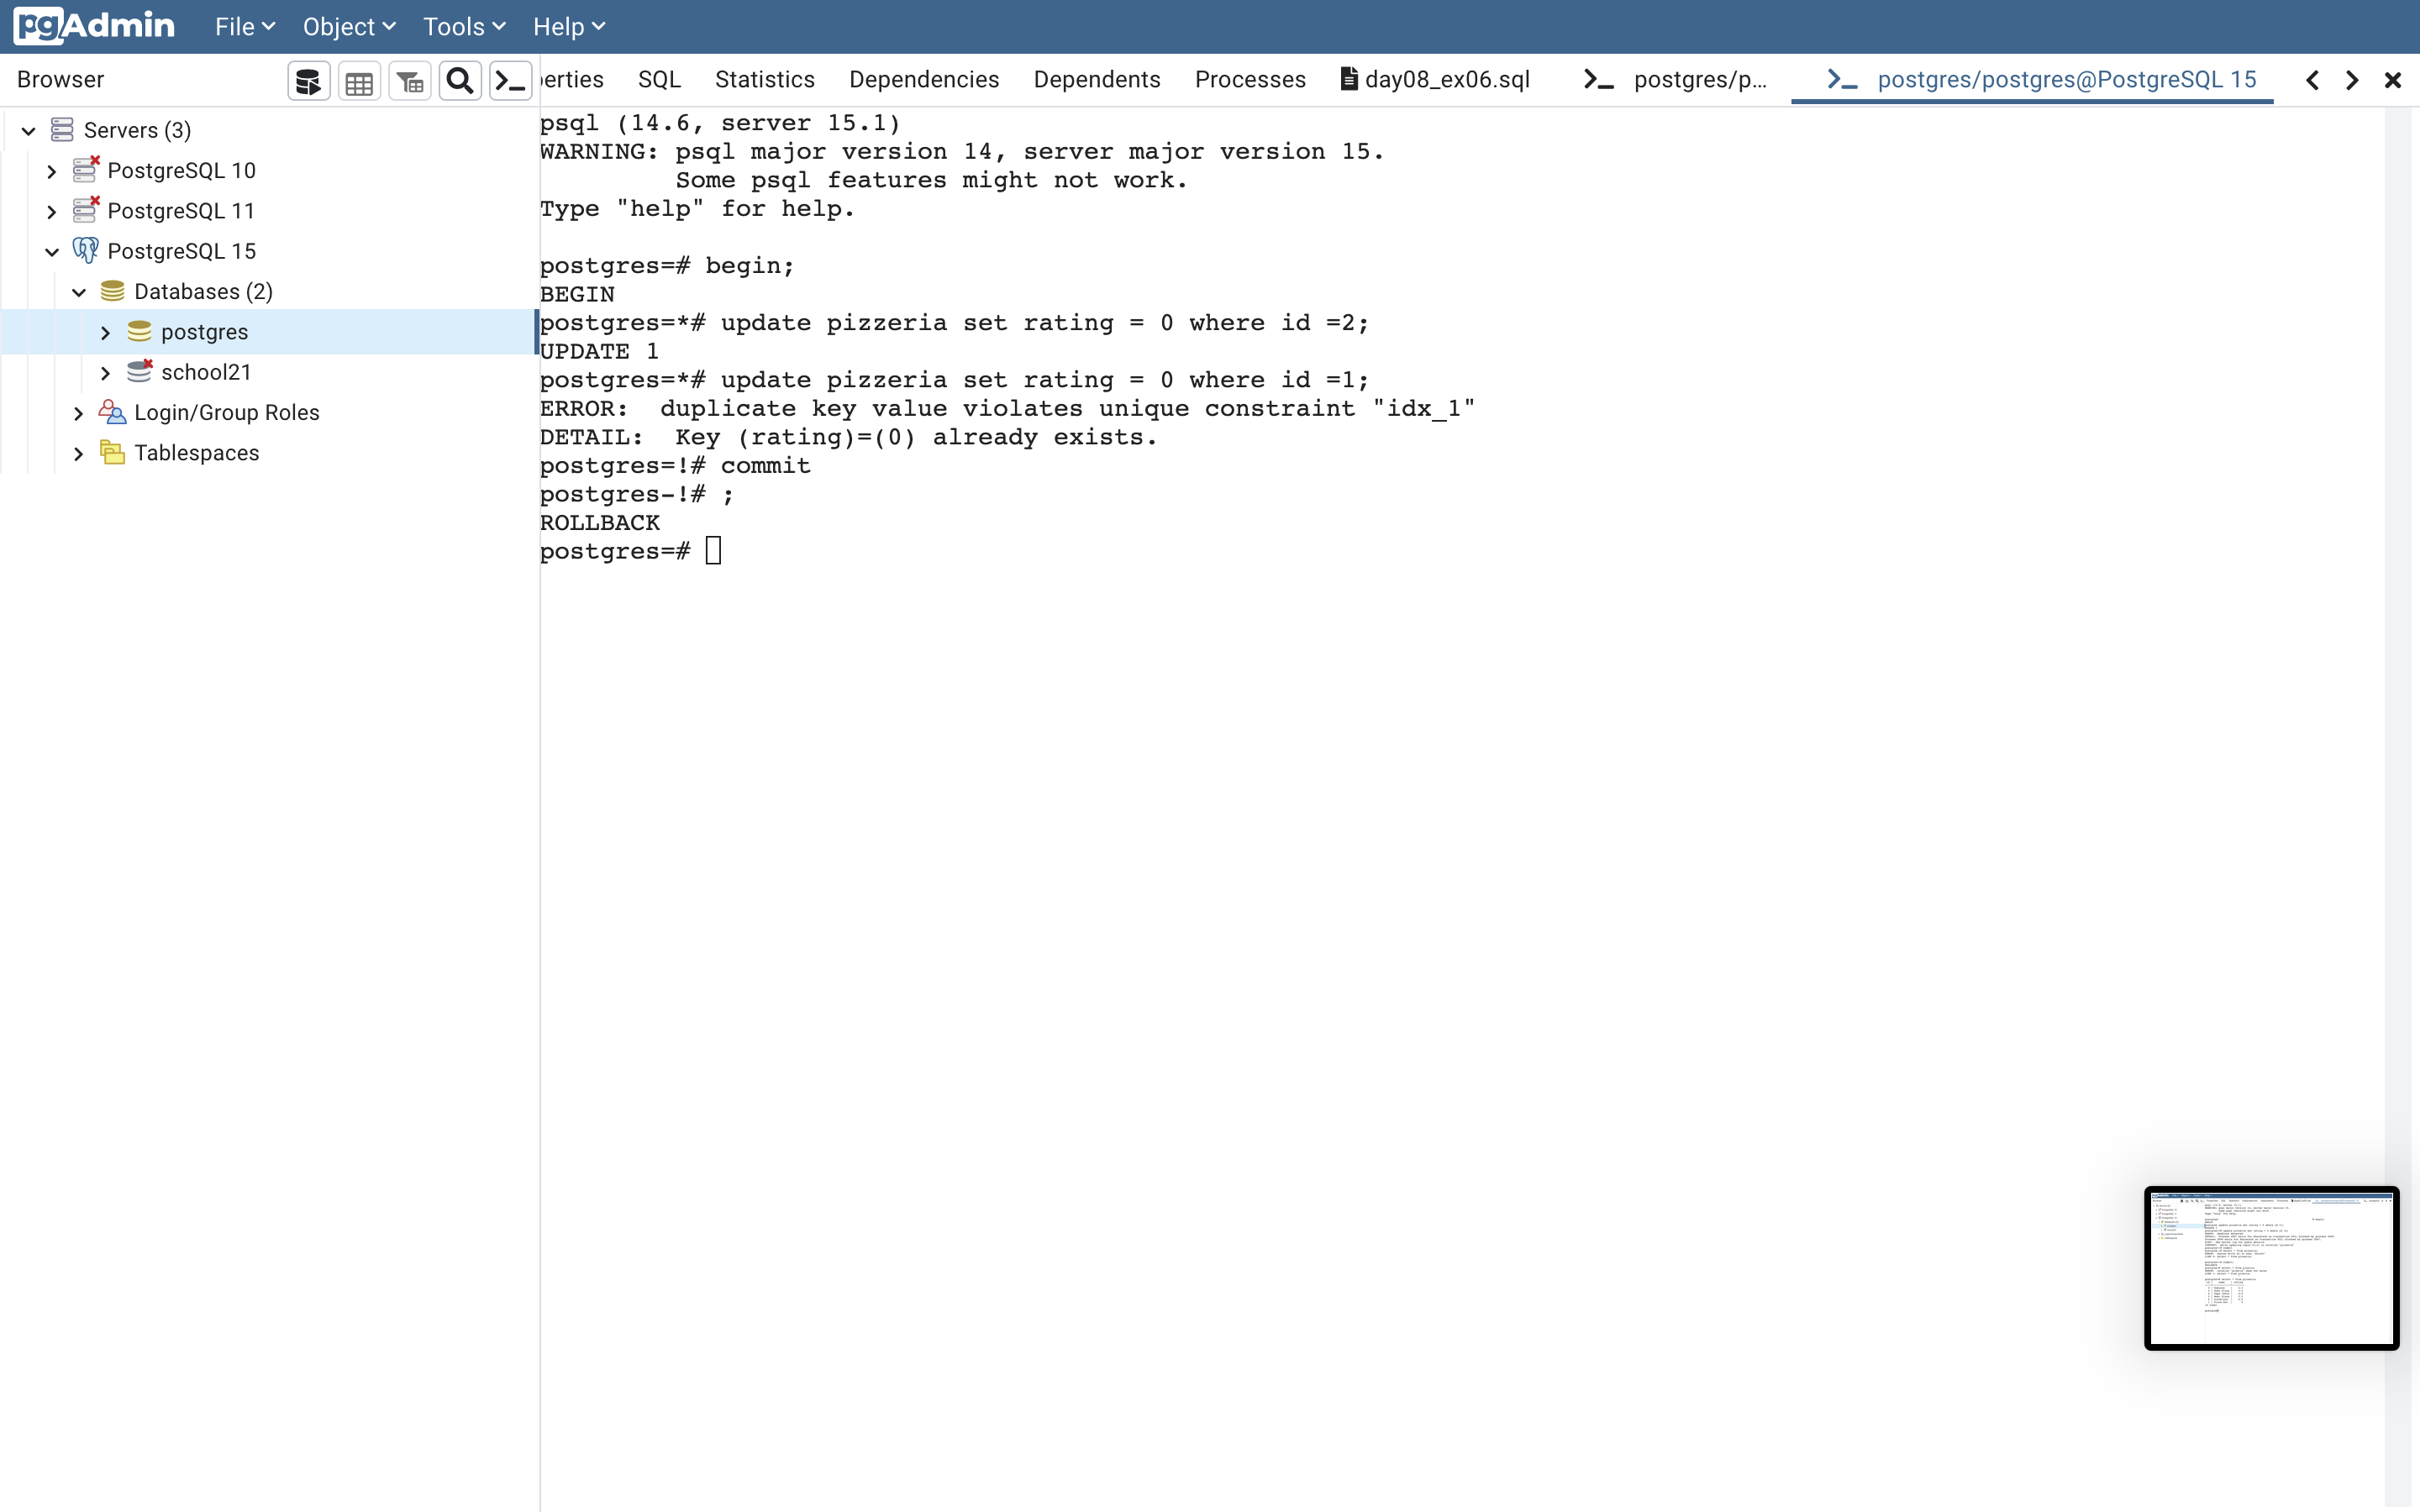 pgAdmin File Object Tools Help
Browser
erties SQL Statistics Dependencies Dependents Processes day08_ex06.sql postgres/p... postgres/postgres@PostgreSQL 15
Servers (3)
PostgreSQL 10
PostgreSQL 11
PostgreSQL 15
Databases (2)
postgres
school21
Login/Group Roles
Tablespaces
psql (14.6, server 15.1)
WARNING: psql major version 14, server major version 15.
Some psql features might not work.
Type "help" for help.
postgres=# begin;
BEGIN
postgres=*# update pizzeria set rating = 0 where id =2;
UPDATE 1
postgres=*# update pizzeria set rating = 0 where id =1;
ERROR:  duplicate key value violates unique constraint "idx_1"
DETAIL:  Key (rating)=(0) already exists.
postgres=!# commit
postgres-!# ;
ROLLBACK
postgres=#